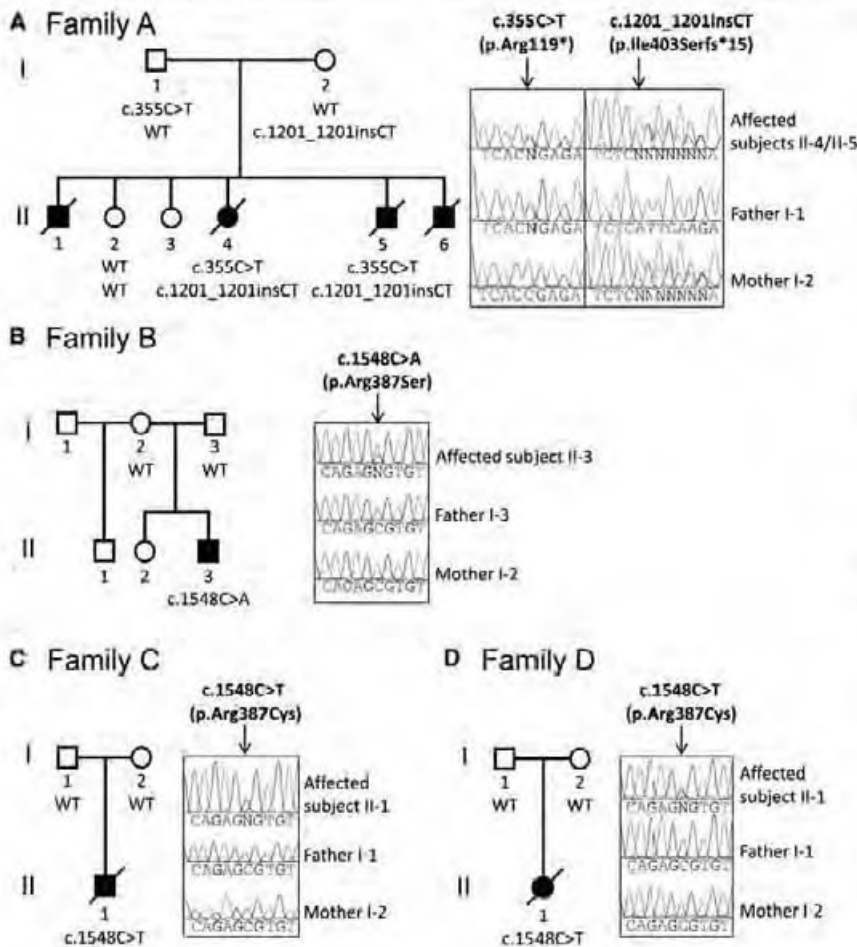 A Family A
c.355C>T
(p.Arg119*)
c.1201_1201insCT
(p.Ile403Serfs*15)
I
1
c.355C>T
WT
2
WT
c.1201_1201insCT
II
1
2
WT
WT
3
4
c.355C>T
c.1201_1201insCT
5
c.355C>T
c.1201_1201insCT
6
TCACNGAGA TCTCNNNNNNA
Affected
subjects II-4/II-5
TCACNGAGA TCTCATTCAAGA
Father I-1
TCACCGAGA TCTCNANNNNNA
Mother I-2
B Family B
c.1548C>A
(p.Arg387Ser)
I
1
2
WT
3
WT
II
1
2
3
c.1548C>A
CAGAGNGTGT
Affected subject II-3
CAGAGCGTGT
Father I-3
CAGAGCGTGT
Mother I-2
C Family C
c.1548C>T
(p.Arg387Cys)
I
1
WT
2
WT
II
1
c.1548C>T
CAGAGNGTGT
Affected
subject II-1
CAGAGCGTGT
Father I-1
CAGAGCGTGT
Mother I-2
D Family D
c.1548C>T
(p.Arg387Cys)
I
1
WT
2
WT
II
1
c.1548C>T
CAGAGNGTGT
Affected
subject II-1
CAGAGCGTGT
Father I-1
CAGAGCGTGT
Mother I-2